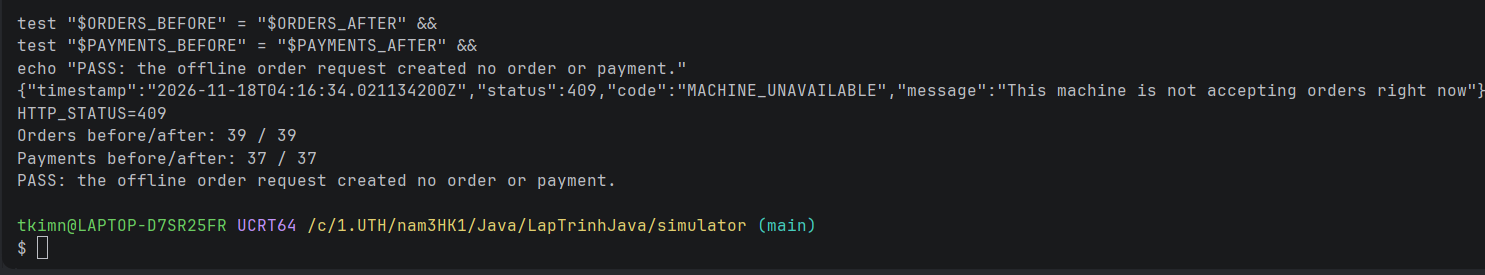 test "$ORDERS_BEFORE" = "$ORDERS_AFTER" &&
test "$PAYMENTS_BEFORE" = "$PAYMENTS_AFTER" &&
echo "PASS: the offline order request created no order or payment."
{"timestamp":"2026-11-18T04:16:34.021134200Z","status":409,"code":"MACHINE_UNAVAILABLE","message":"This machine is not accepting orders right now"}
HTTP_STATUS=409
Orders before/after: 39 / 39
Payments before/after: 37 / 37
PASS: the offline order request created no order or payment.
tkimn@LAPTOP-D7SR25FR UCRT64 /c/1.UTH/nam3HK1/Java/LapTrinhJava/simulator (main)
$